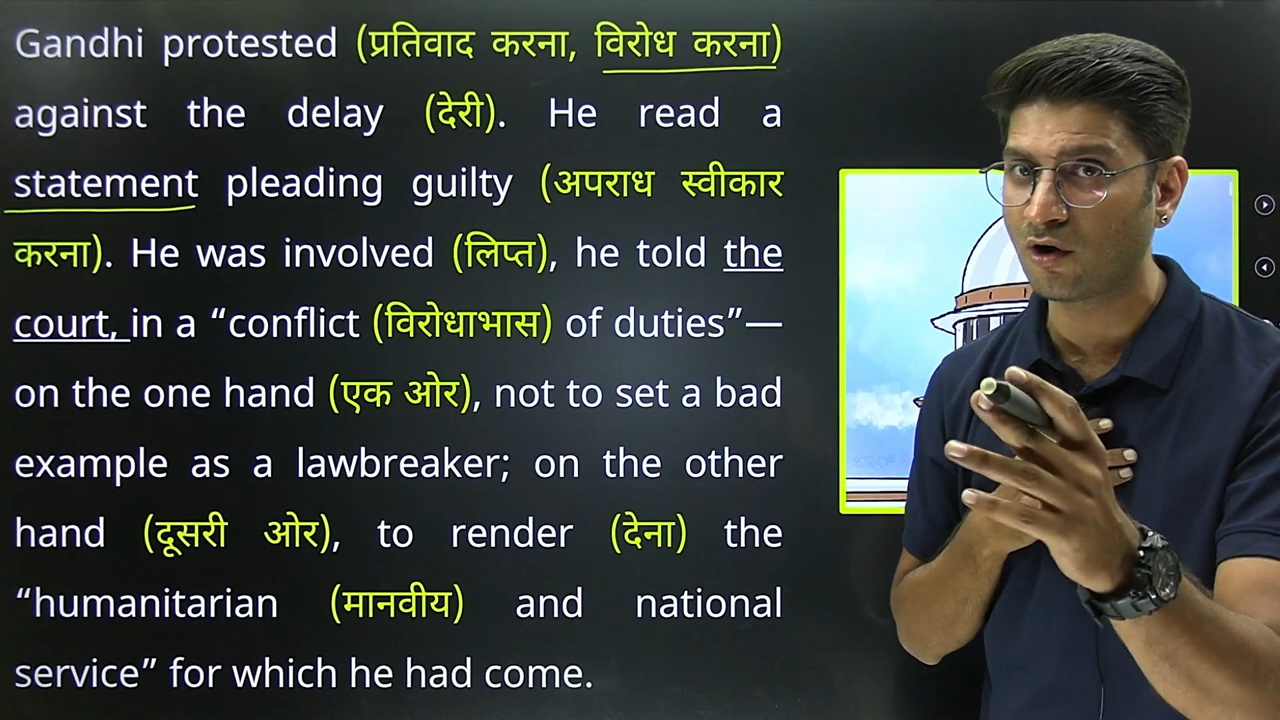 Gandhi protested (प्रतिवाद करना, विरोध करना)
against the delay (देरी). He read a
statement pleading guilty (अपराध स्वीकार
करना). He was involved (लिप्त), he told the
court, in a “conflict (विरोधाभास) of duties”—
on the one hand (एक ओर), not to set a bad
example as a lawbreaker; on the other
hand (दूसरी ओर), to render (देना) the
“humanitarian (मानवीय) and national
service” for which he had come.